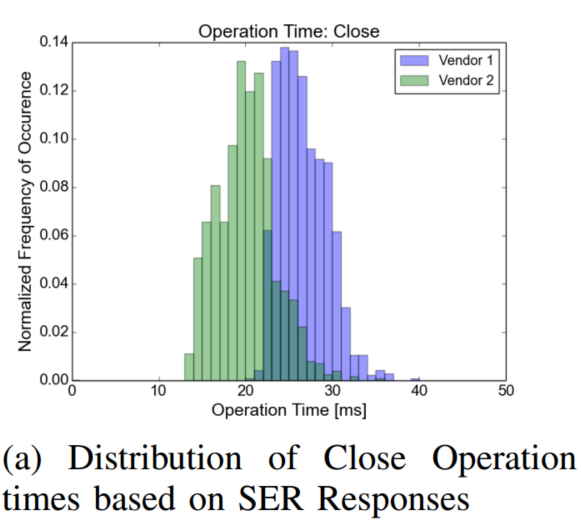 Operation Time: Close
Vendor 1
Vendor 2
Normalized Frequency of Occurence
0.14
0.12
0.10
0.08
0.06
0.04
0.02
0.00
0
10
20
30
40
50
Operation Time [ms]
(a) Distribution of Close Operation
times based on SER Responses